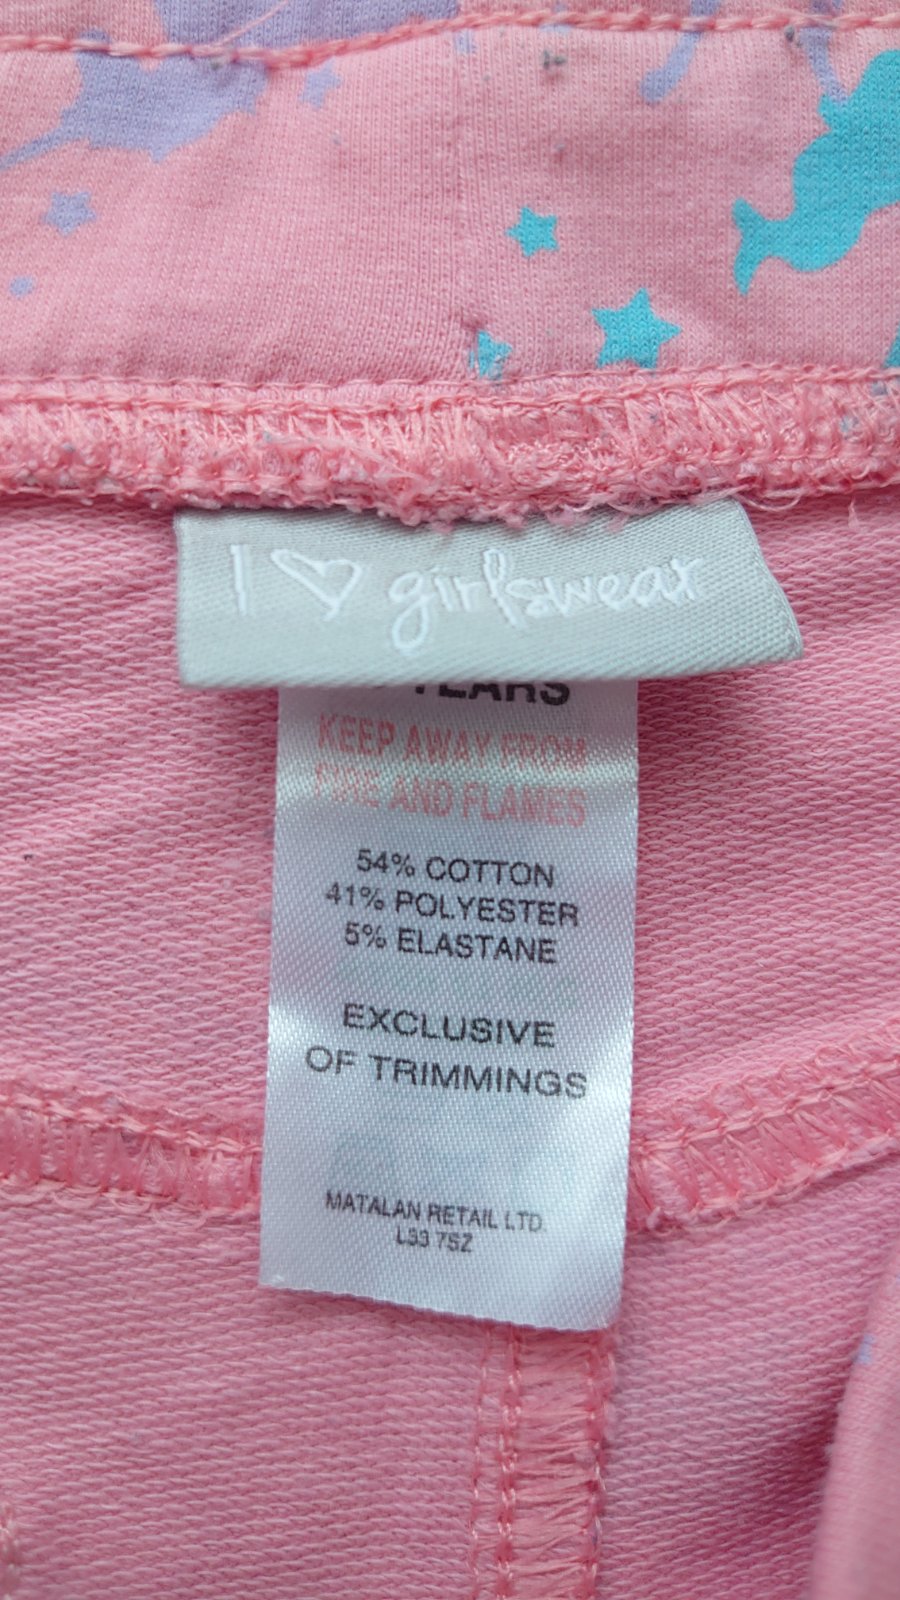 I ♡ girlswear
YEARS
KEEP AWAY FROM
FIRE AND FLAMES
54% COTTON
41% POLYESTER
5% ELASTANE
EXCLUSIVE
OF TRIMMINGS
MATALAN RETAIL LTD
L33 7SZ